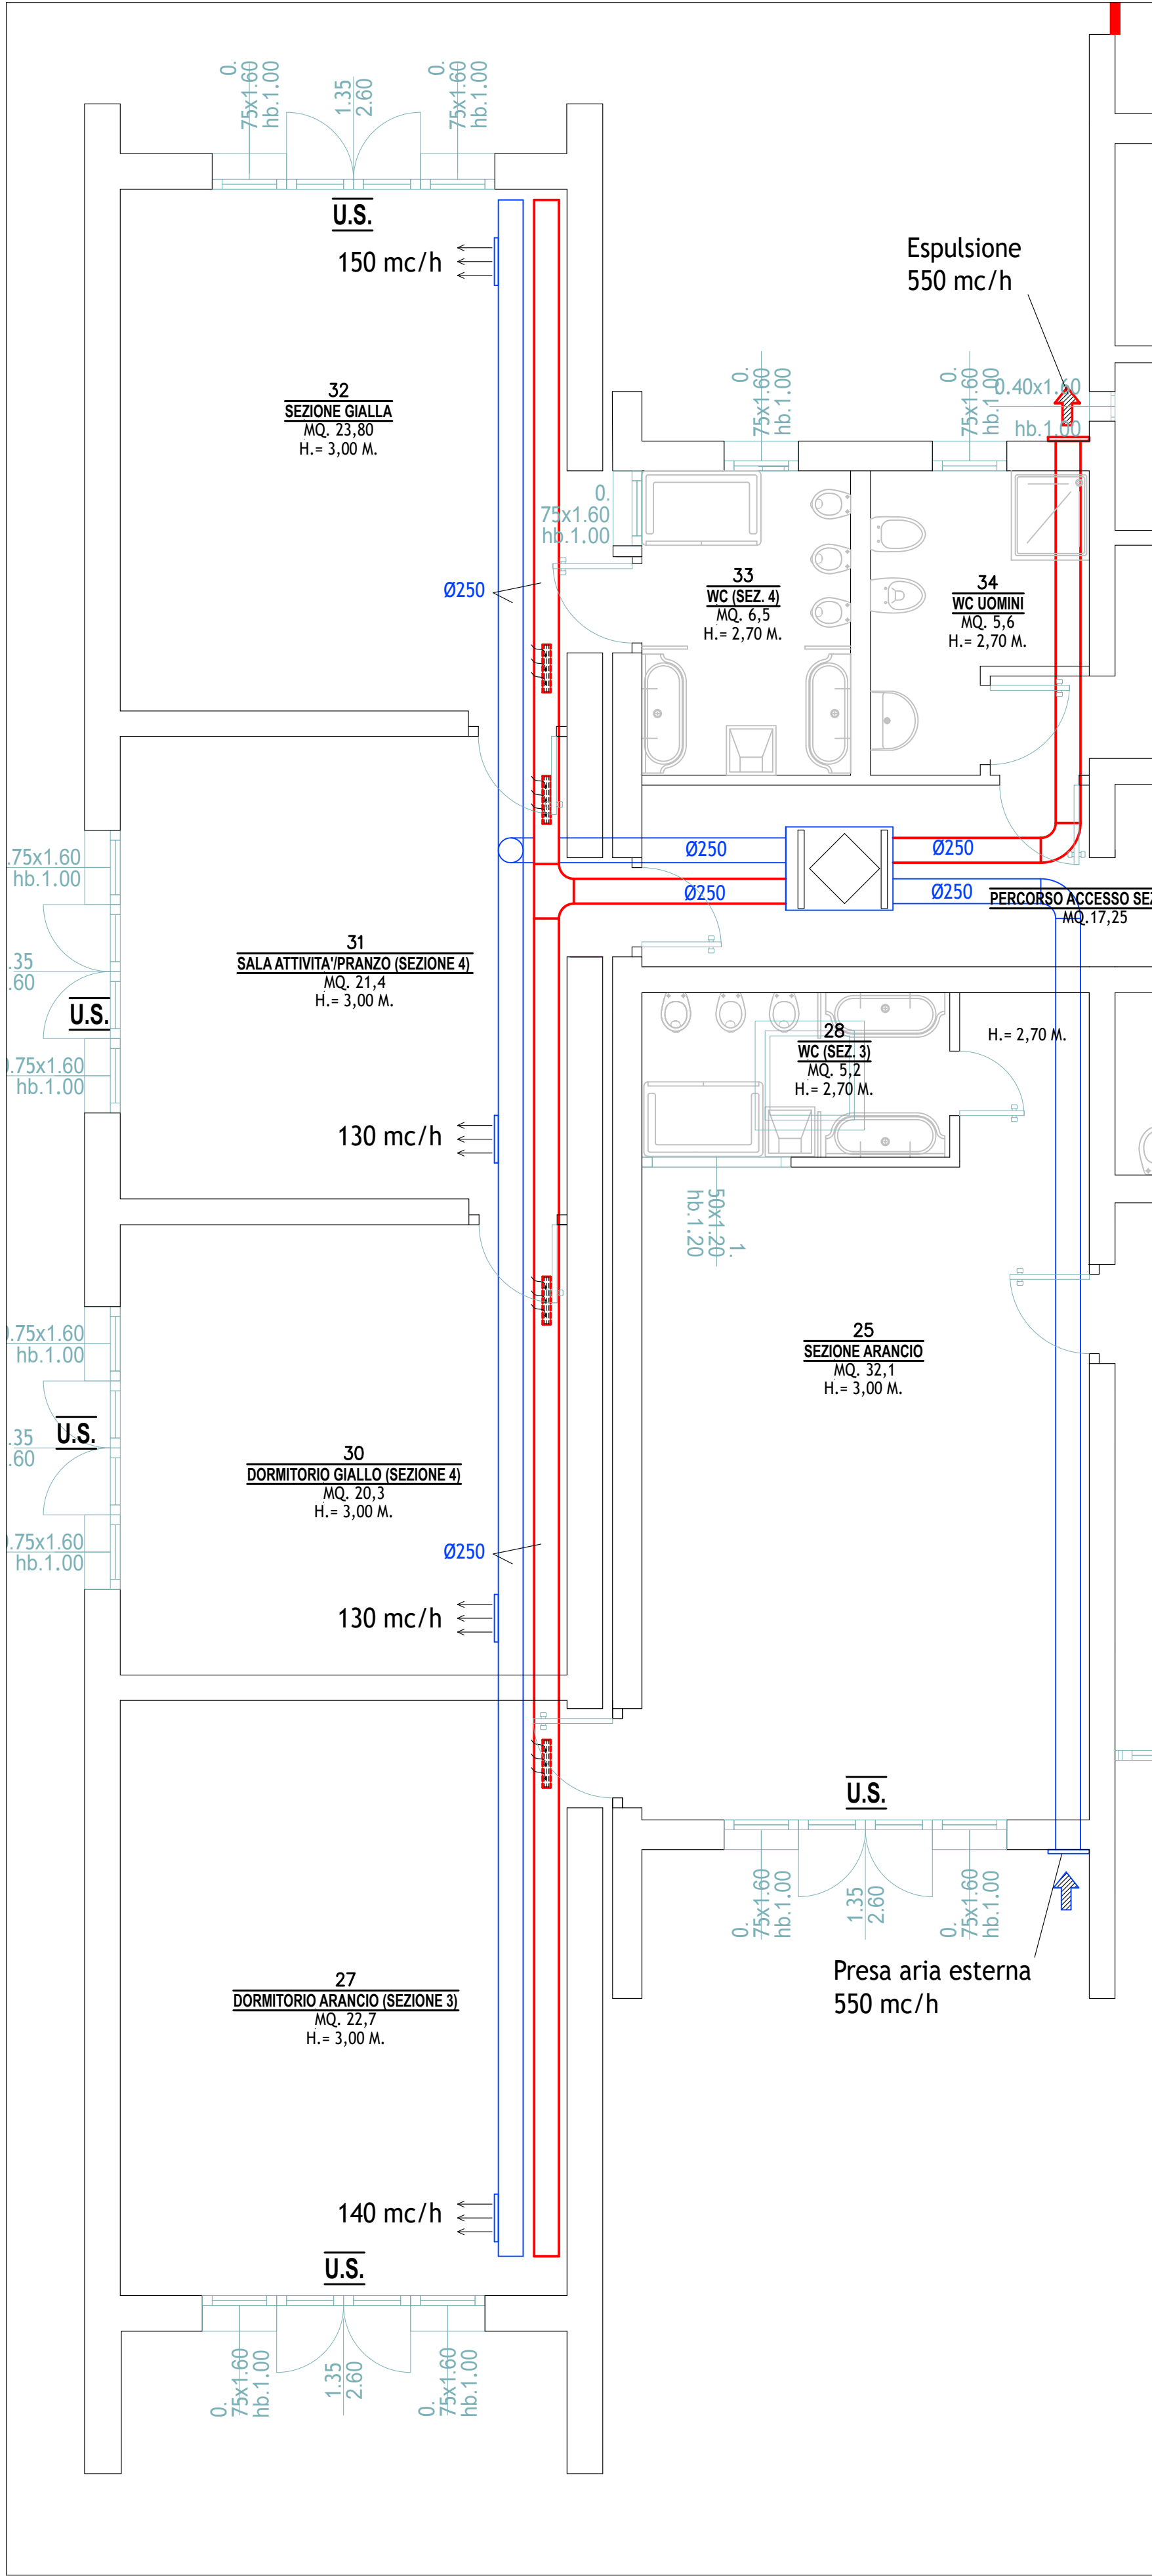 0.
75x1.60
hb.1.00
1.35
2.60
0.
75x1.60
hb.1.00
U.S.
150 mc/h
Espulsione
550 mc/h
32
SEZIONE GIALLA
MQ. 23,80
H.= 3,00 M.
0.
75x1.60
hb.1.00
0.
75x1.60
hb.1.00
0.40x1.60
hb.1.00
0.
75x1.60
hb.1.00
Ø250
33
WC (SEZ. 4)
MQ. 6,5
H.= 2,70 M.
34
WC UOMINI
MQ. 5,6
H.= 2,70 M.
.75x1.60
hb.1.00
Ø250
Ø250
Ø250
Ø250
PERCORSO ACCESSO SEZ
MQ.17,25
31
SALA ATTIVITA'/PRANZO (SEZIONE 4)
MQ. 21,4
H.= 3,00 M.
.35
.60
U.S.
0.75x1.60
hb.1.00
28
WC (SEZ. 3)
MQ. 5,2
H.= 2,70 M.
H.= 2,70 M.
130 mc/h
1.
50x1.20
hb.1.20
0.75x1.60
hb.1.00
25
SEZIONE ARANCIO
MQ. 32,1
H.= 3,00 M.
.35
.60
U.S.
30
DORMITORIO GIALLO (SEZIONE 4)
MQ. 20,3
H.= 3,00 M.
0.75x1.60
hb.1.00
Ø250
130 mc/h
U.S.
0.
75x1.60
hb.1.00
1.35
2.60
0.
75x1.60
hb.1.00
Presa aria esterna
550 mc/h
27
DORMITORIO ARANCIO (SEZIONE 3)
MQ. 22,7
H.= 3,00 M.
140 mc/h
U.S.
0.
75x1.60
hb.1.00
1.35
2.60
0.
75x1.60
hb.1.00